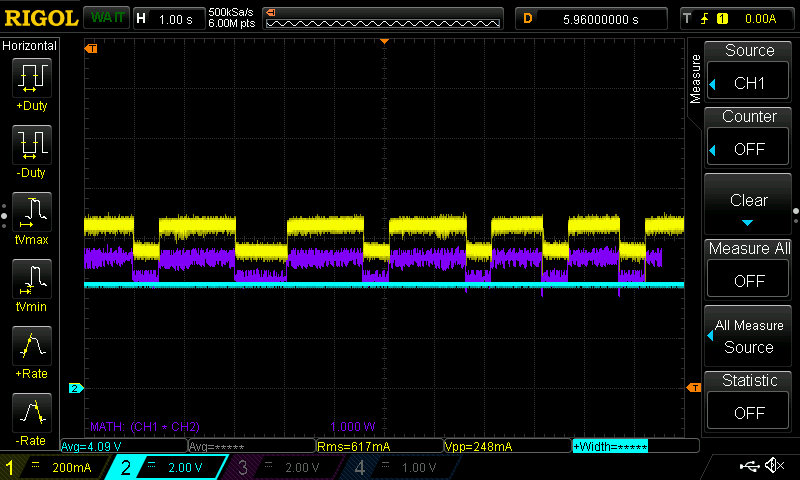 RIGOL WAIT H 1.00 s 500kSa/s 6.00M pts D 5.96000000 s T 1 0.00A
Horizontal
+Duty
-Duty
tVmax
tVmin
+Rate
-Rate
T
2
T
MATH: (CH1 * CH2) 1.000 W
Measure
Source
CH1
Counter
OFF
Clear
Measure All
OFF
All Measure
Source
Statistic
OFF
Avg=4.09 V Avg=***** Rms=617mA Vpp=248mA +Width=*****
1 200mA 2 2.00 V 3 2.00 V 4 1.00 V